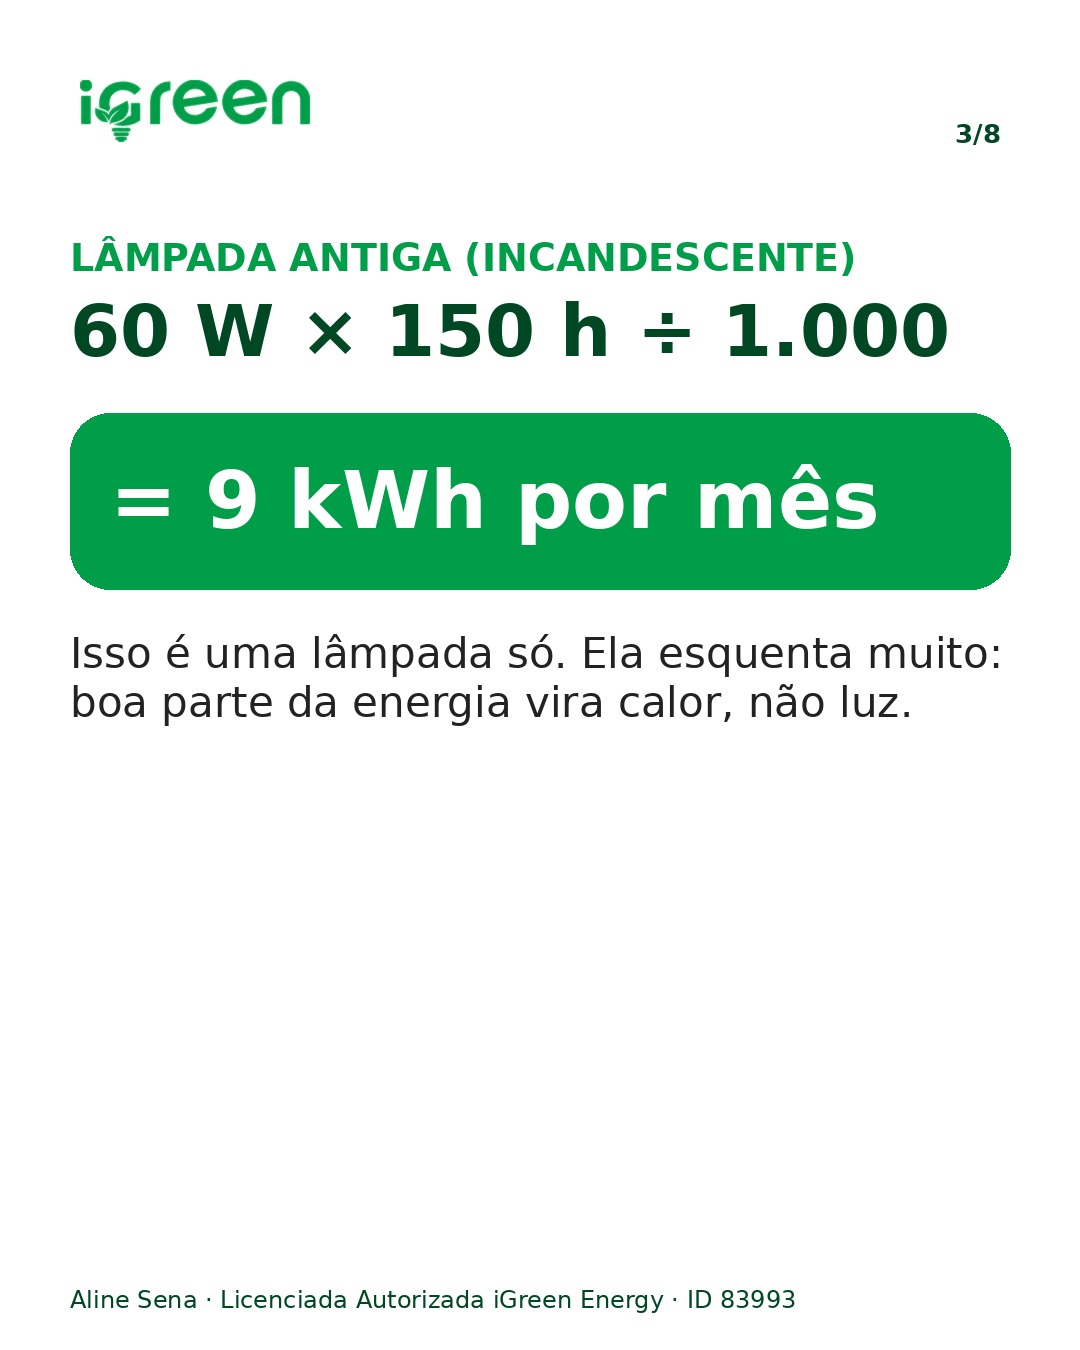 iGreen
3/8
LÂMPADA ANTIGA (INCANDESCENTE)
60 W × 150 h ÷ 1.000
= 9 kWh por mês
Isso é uma lâmpada só. Ela esquenta muito:
boa parte da energia vira calor, não luz.
Aline Sena · Licenciada Autorizada iGreen Energy · ID 83993